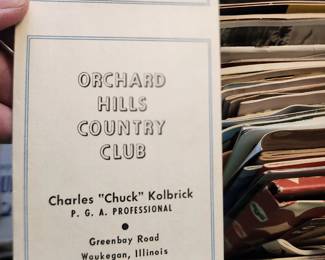 ORCHARD
HILLS
COUNTRY
CLUB
Charles "Chuck" Kolbrick
P. G. A. PROFESSIONAL
Greenbay Road
Waukegan, Illinois